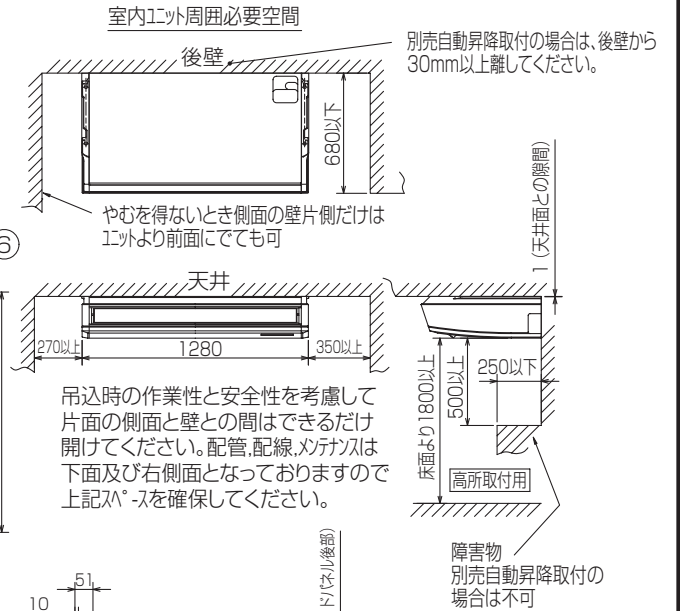 室内ユニット周囲必要空間
後壁
別売自動昇降取付の場合は、後壁から
30mm以上離してください。
680以下
やむを得ないとき側面の壁片側だけは
ユニットより前面にでても可
1 (天井面との隙間)
6
天井
270以上
1280
350以上
床面より1800以上
500以上
250以下
吊込時の作業性と安全性を考慮して
片面の側面と壁との間はできるだけ
開けてください。配管,配線,メンテナンスは
下面及び右側面となっておりますので
上記スペースを確保してください。
高所取付用
障害物
別売自動昇降取付の
場合は不可
51
10
ドパネル後部)